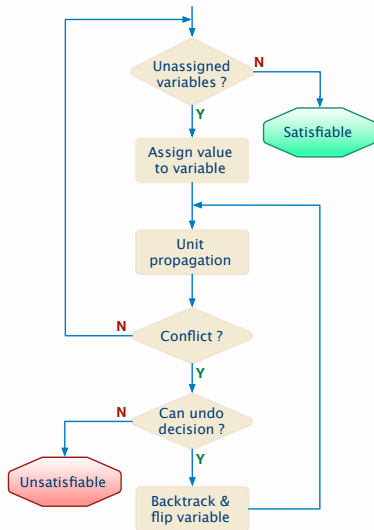 Unassigned
variables ?
N
Y
Satisfiable
Assign value
to variable
Unit
propagation
N
Conflict ?
Y
N
Can undo
decision ?
Y
Unsatisfiable
Backtrack &
flip variable